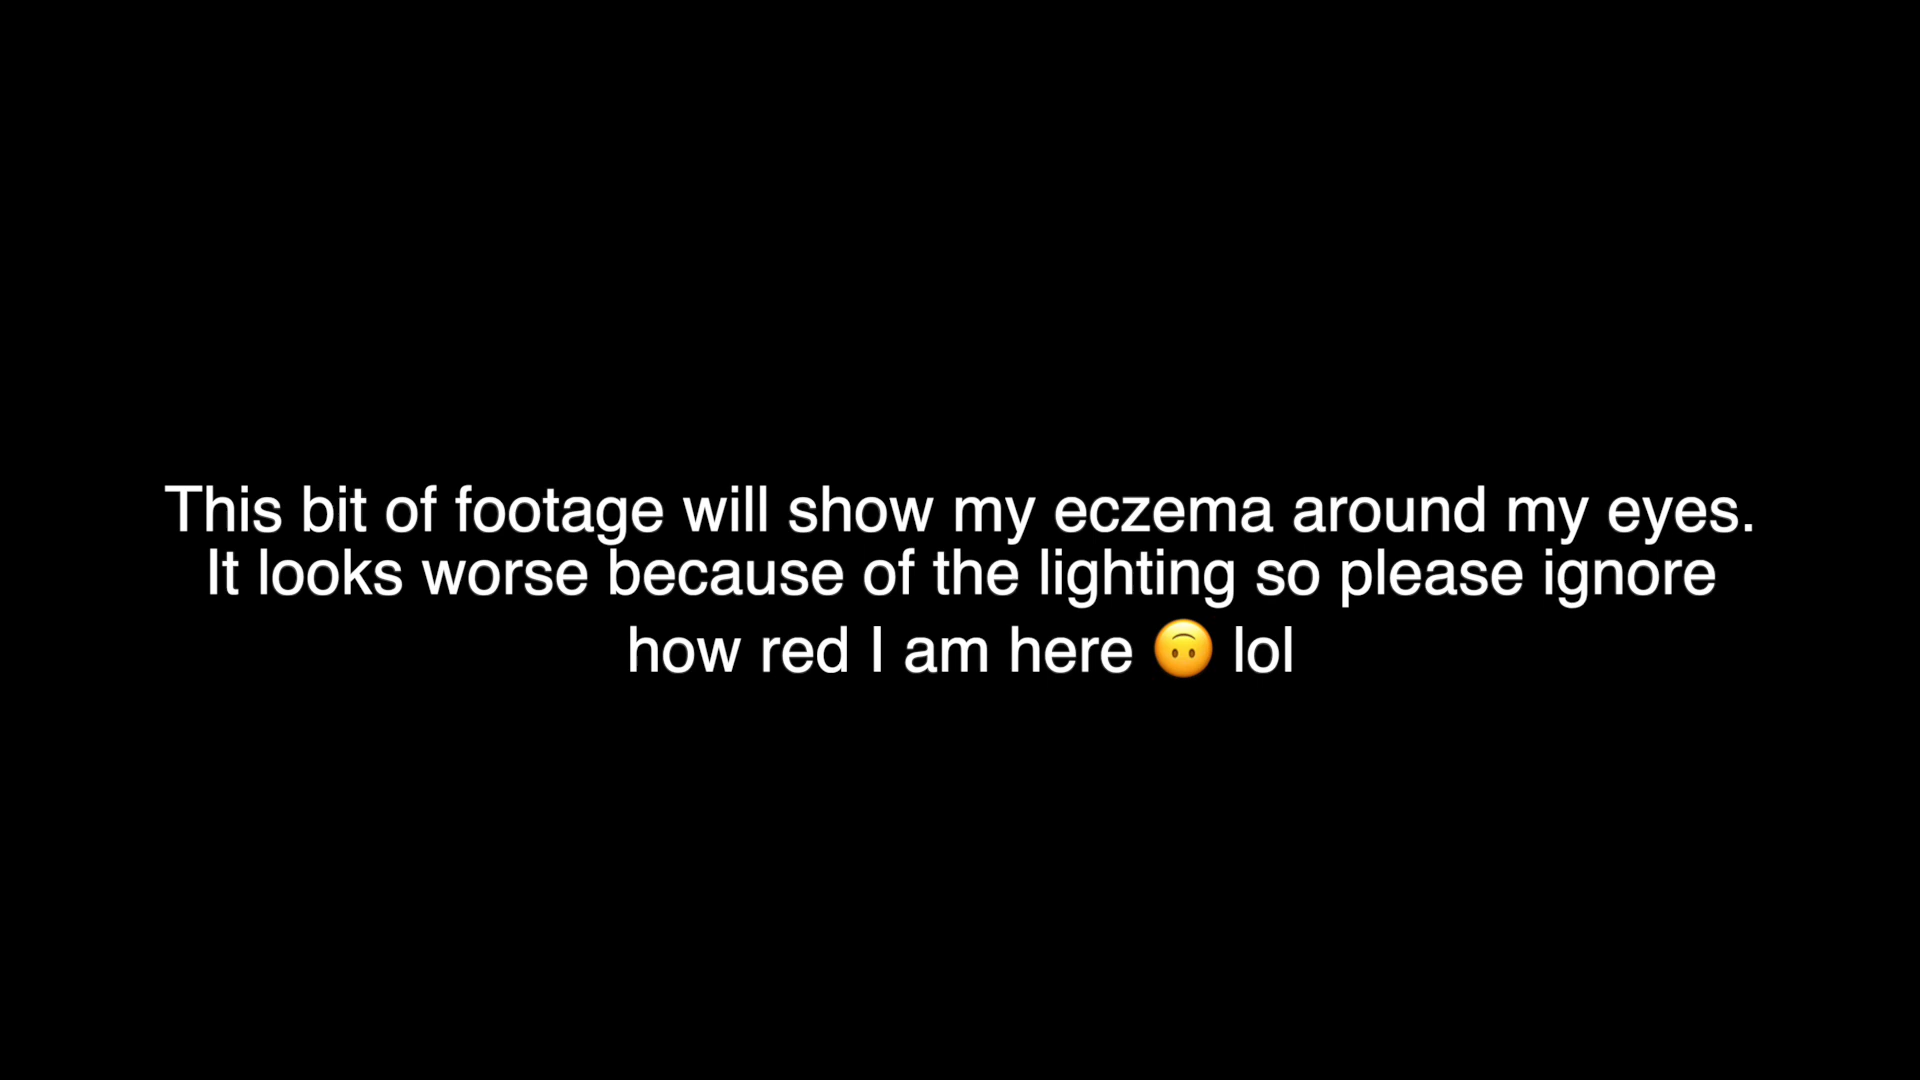 This bit of footage will show my eczema around my eyes.
It looks worse because of the lighting so please ignore
how red I am here 🙃 lol